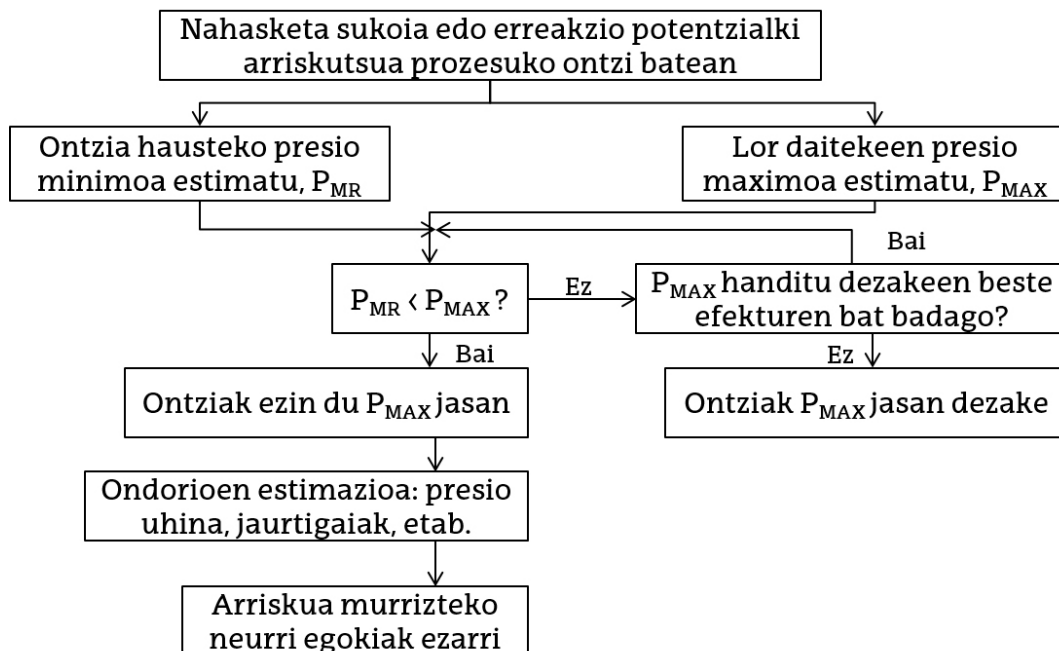 Nahasketa sukoia edo erreakzio potentzialki
arriskutsua prozesuko ontzi batean
Ontzia hausteko presio
minimoa estimatu, P_MR
Lor daitekeen presio
maximoa estimatu, P_MAX
P_MR < P_MAX ?
Ez
Bai
P_MAX handitu dezakeen beste
efekturen bat badago?
Bai
Ez
Ontziak ezin du P_MAX jasan
Ontziak P_MAX jasan dezake
Ondorioen estimazioa: presio
uhina, jaurtigaiak, etab.
Arriskua murrizteko
neurri egokiak ezarri